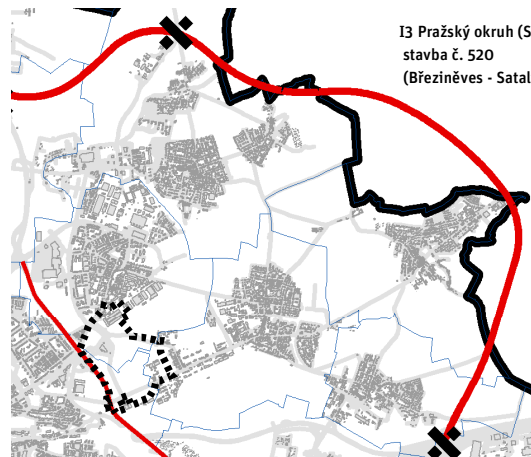 I3 Pražský okruh (S
stavba č. 520
(Březiněves - Satal